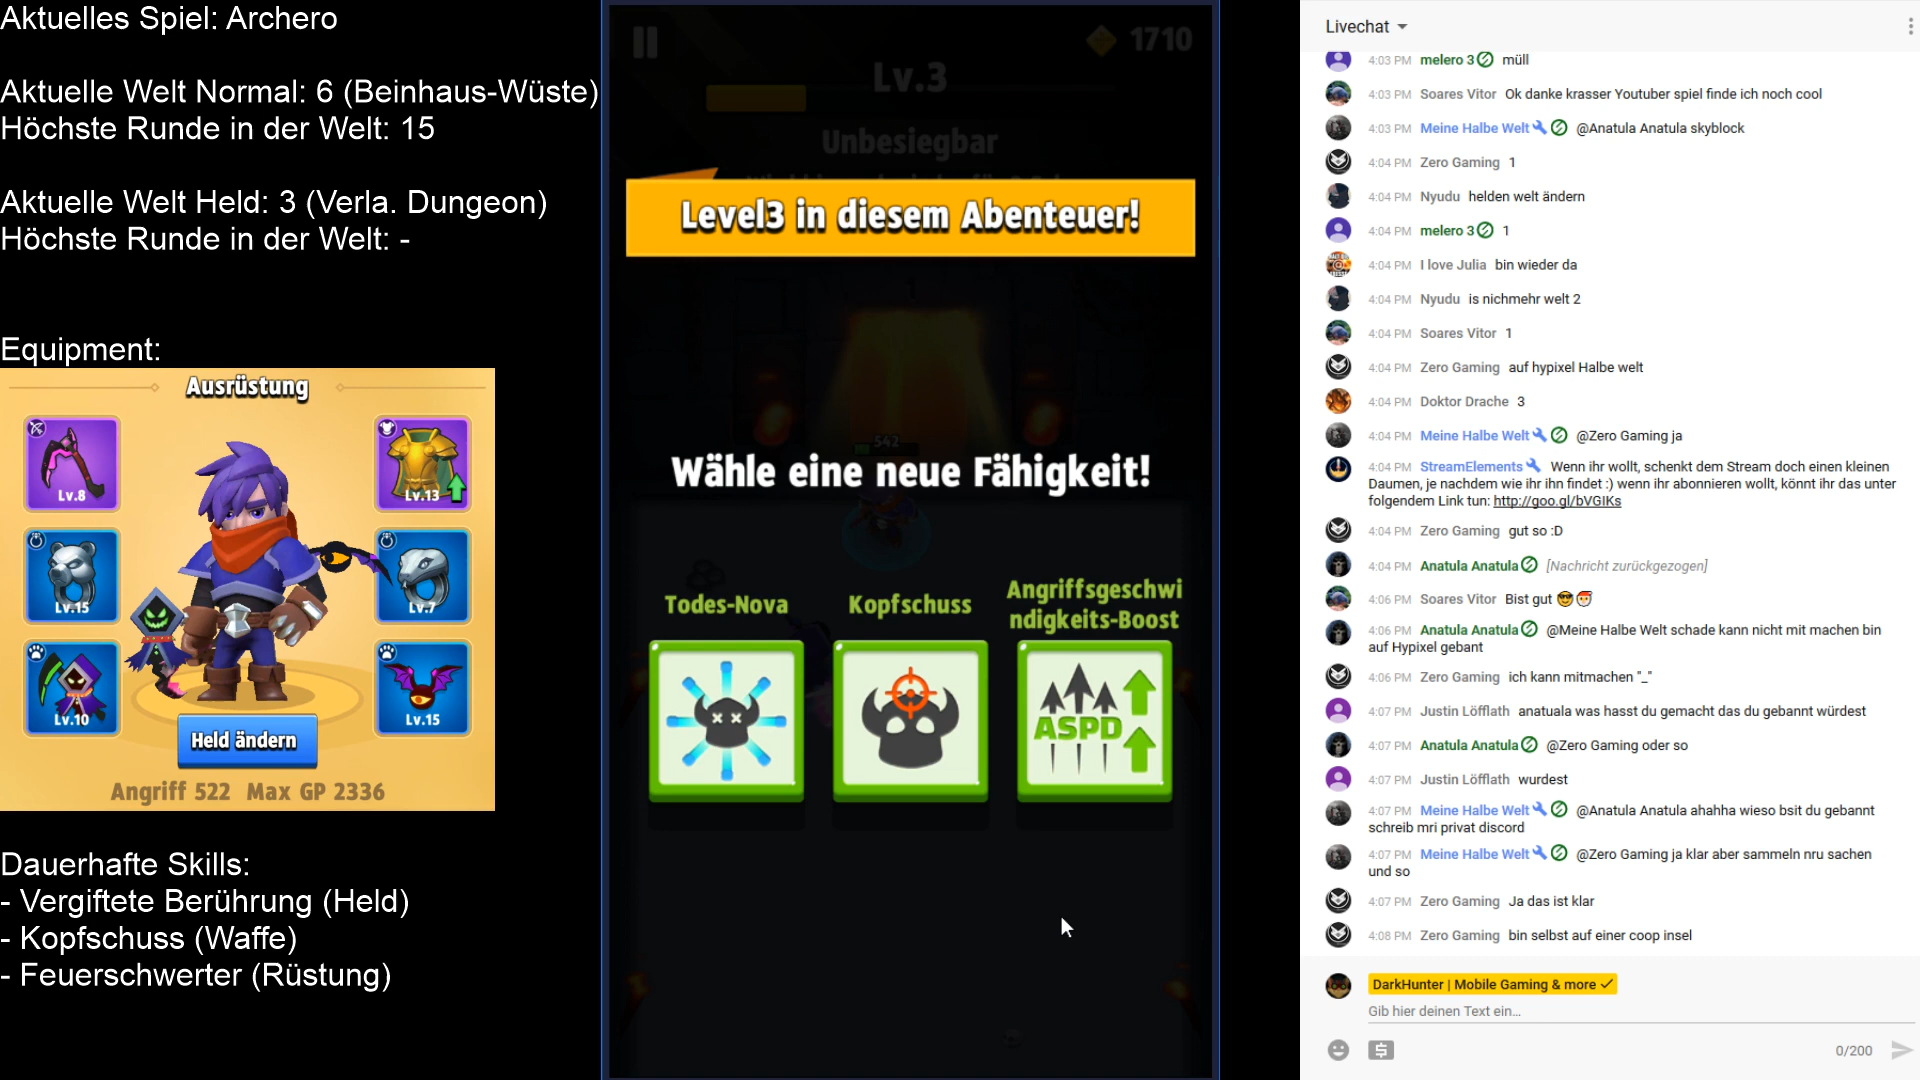 Aktuelles Spiel: Archero
Aktuelle Welt Normal: 6 (Beinhaus-Wüste)
Höchste Runde in der Welt: 15
Aktuelle Welt Held: 3 (Verla. Dungeon)
Höchste Runde in der Welt: -
Equipment:
Ausrüstung
Lv.8
Lv.13
Lv.15
Lv.7
Lv.10
Lv.15
Held ändern
Angriff 522 Max GP 2336
Dauerhafte Skills:
- Vergiftete Berührung (Held)
- Kopfschuss (Waffe)
- Feuerschwerter (Rüstung)
1710
Lv.3
Unbesiegbar
Level3 in diesem Abenteuer!
542
Wähle eine neue Fähigkeit!
Todes-Nova
Kopfschuss
Angriffsgeschwi
ndigkeits-Boost
ASPD
Livechat
4:03 PM melero 3 müll
4:03 PM Soares Vitor Ok danke krasser Youtuber spiel finde ich noch cool
4:03 PM Meine Halbe Welt @Anatula Anatula skyblock
4:04 PM Zero Gaming 1
4:04 PM Nyudu helden welt ändern
4:04 PM melero 3 1
4:04 PM I love Julia bin wieder da
4:04 PM Nyudu is nichmehr welt 2
4:04 PM Soares Vitor 1
4:04 PM Zero Gaming auf hypixel Halbe welt
4:04 PM Doktor Drache 3
4:04 PM Meine Halbe Welt @Zero Gaming ja
4:04 PM StreamElements Wenn ihr wollt, schenkt dem Stream doch einen kleinen
Daumen, je nachdem wie ihr ihn findet :) wenn ihr abonnieren wollt, könnt ihr das unter
folgendem Link tun: http://goo.gl/bVGIKs
4:04 PM Zero Gaming gut so :D
4:04 PM Anatula Anatula [Nachricht zurückgezogen]
4:06 PM Soares Vitor Bist gut 😎🎅
4:06 PM Anatula Anatula @Meine Halbe Welt schade kann nicht mit machen bin
auf Hypixel gebant
4:06 PM Zero Gaming ich kann mitmachen "_"
4:07 PM Justin Löfflath anatuala was hasst du gemacht das du gebannt würdest
4:07 PM Anatula Anatula @Zero Gaming oder so
4:07 PM Justin Löfflath wurdest
4:07 PM Meine Halbe Welt @Anatula Anatula ahahha wieso bsit du gebannt
schreib mri privat discord
4:07 PM Meine Halbe Welt @Zero Gaming ja klar aber sammeln nru sachen
und so
4:07 PM Zero Gaming Ja das ist klar
4:08 PM Zero Gaming bin selbst auf einer coop insel
DarkHunter | Mobile Gaming & more ✓
Gib hier deinen Text ein...
0/200